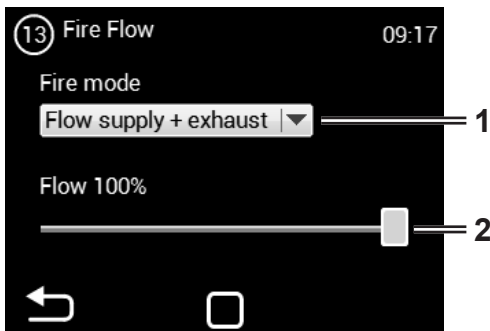 13 Fire Flow 09:17
Fire mode
Flow supply + exhaust 1
Flow 100%
2